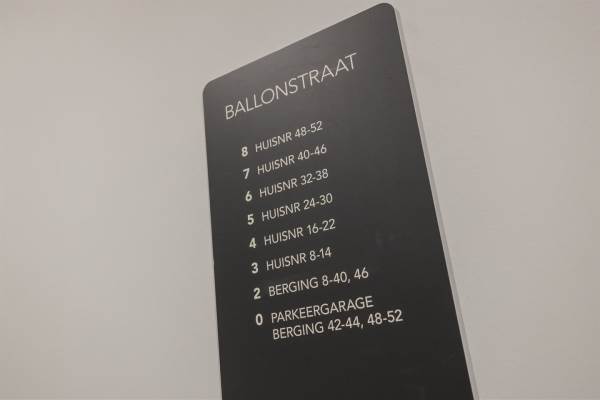 BALLONSTRAAT
8 HUISNR 48-52
7 HUISNR 40-46
6 HUISNR 32-38
5 HUISNR 24-30
4 HUISNR 16-22
3 HUISNR 8-14
2 BERGING 8-40, 46
0 PARKEERGARAGE
BERGING 42-44, 48-52